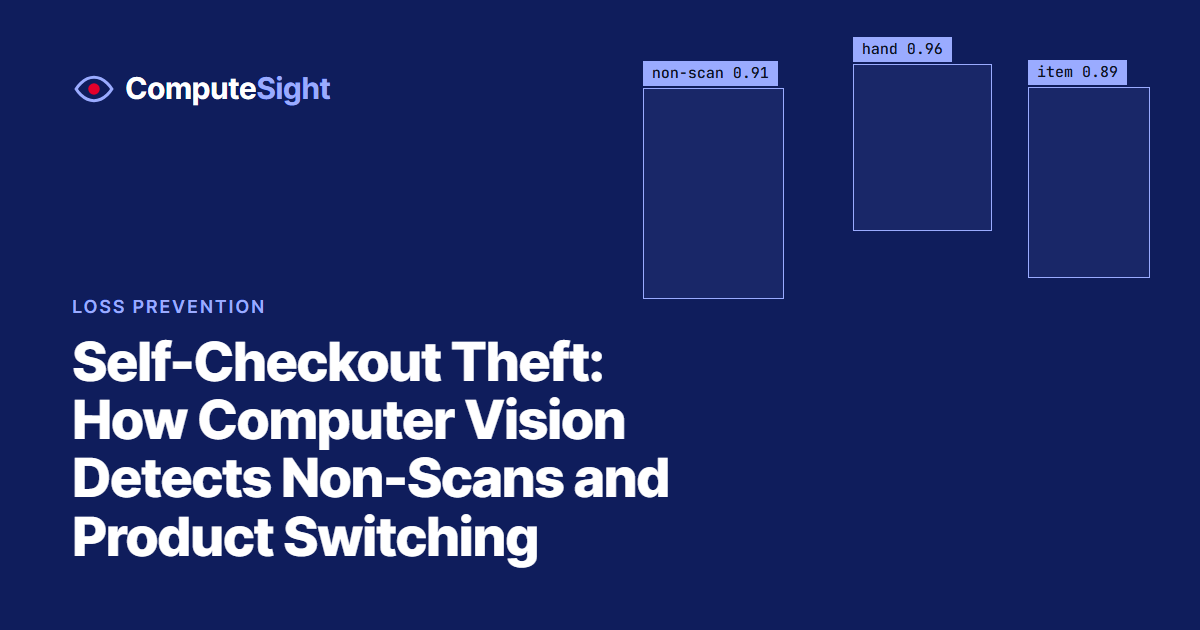 ComputeSight
non-scan 0.91
hand 0.96
item 0.89
LOSS PREVENTION
Self-Checkout Theft:
How Computer Vision
Detects Non-Scans and
Product Switching